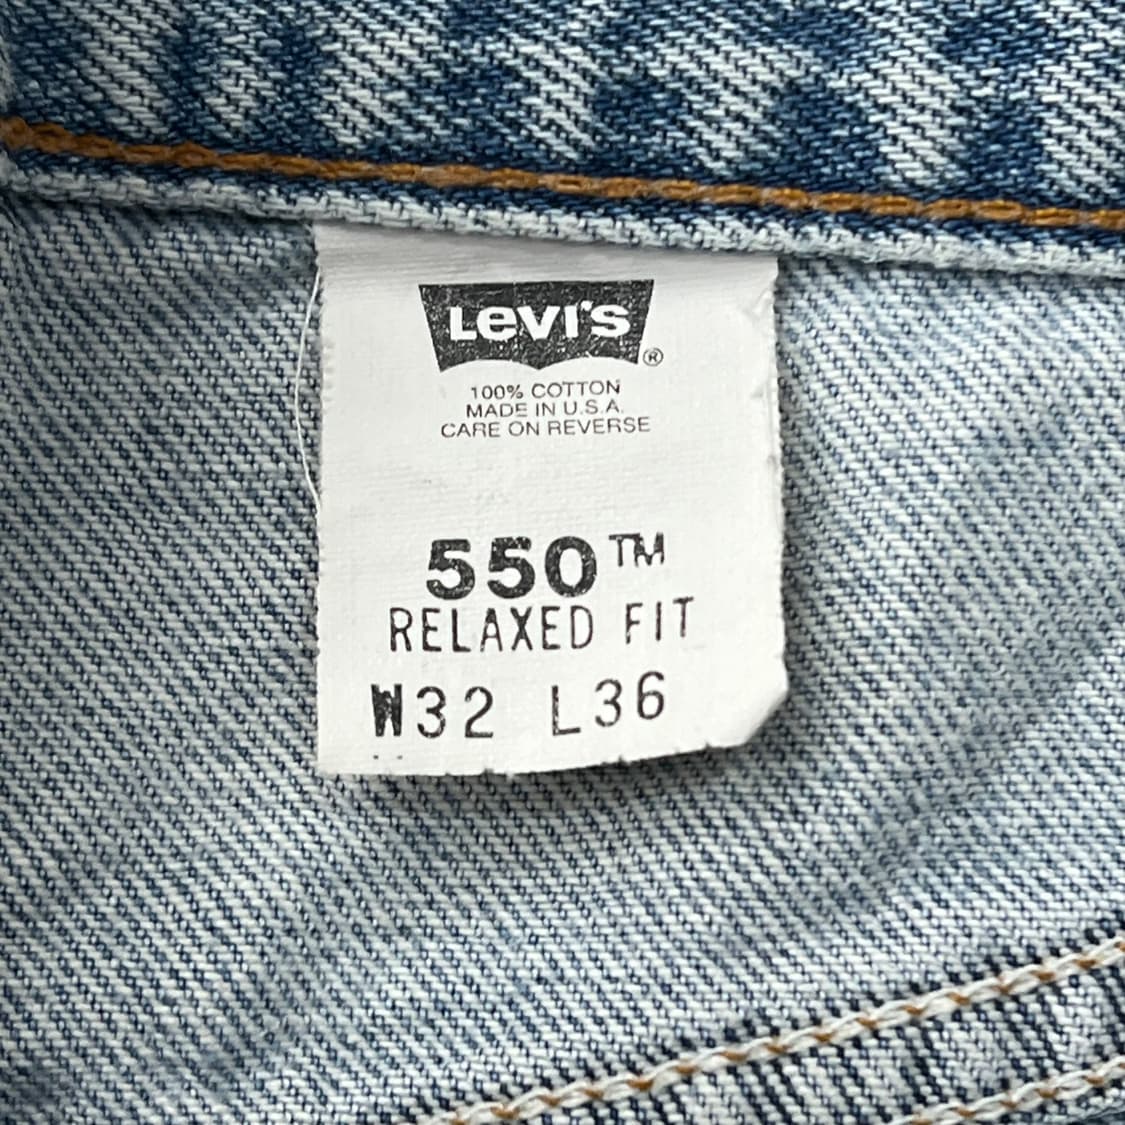 Levi's ®
100% COTTON
MADE IN U.S.A.
CARE ON REVERSE
550™
RELAXED FIT
W32 L36